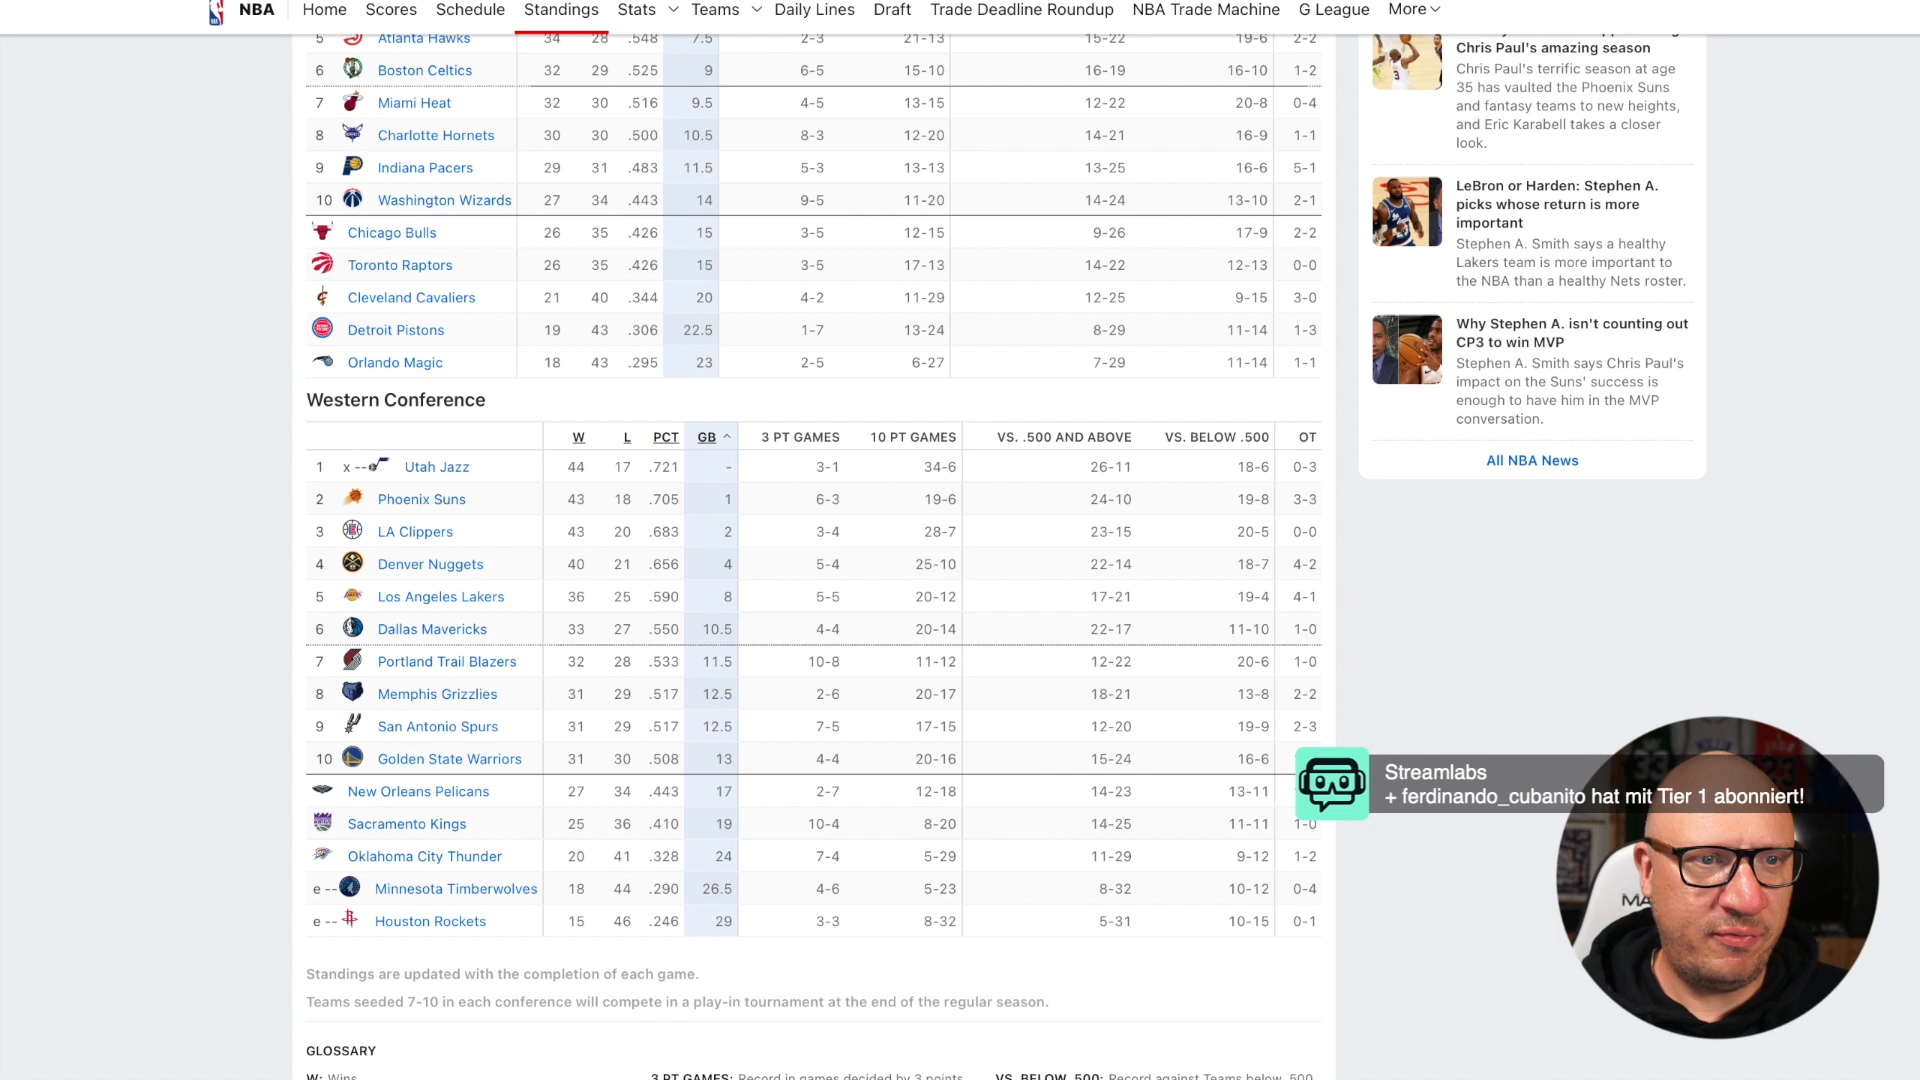 NBA Home Scores Schedule Standings Stats Teams Daily Lines Draft Trade Deadline Roundup NBA Trade Machine G League More
5 Atlanta Hawks 34 28 .548 7.5 2-3 21-13 15-22 19-6 2-2
6 Boston Celtics 32 29 .525 9 6-5 15-10 16-19 16-10 1-2
7 Miami Heat 32 30 .516 9.5 4-5 13-15 12-22 20-8 0-4
8 Charlotte Hornets 30 30 .500 10.5 8-3 12-20 14-21 16-9 1-1
9 Indiana Pacers 29 31 .483 11.5 5-3 13-13 13-25 16-6 5-1
10 Washington Wizards 27 34 .443 14 9-5 11-20 14-24 13-10 2-1
Chicago Bulls 26 35 .426 15 3-5 12-15 9-26 17-9 2-2
Toronto Raptors 26 35 .426 15 3-5 17-13 14-22 12-13 0-0
Cleveland Cavaliers 21 40 .344 20 4-2 11-29 12-25 9-15 3-0
Detroit Pistons 19 43 .306 22.5 1-7 13-24 8-29 11-14 1-3
Orlando Magic 18 43 .295 23 2-5 6-27 7-29 11-14 1-1
Western Conference
W L PCT GB 3 PT GAMES 10 PT GAMES VS. .500 AND ABOVE VS. BELOW .500 OT
1 x -- Utah Jazz 44 17 .721 - 3-1 34-6 26-11 18-6 0-3
2 Phoenix Suns 43 18 .705 1 6-3 19-6 24-10 19-8 3-3
3 LA Clippers 43 20 .683 2 3-4 28-7 23-15 20-5 0-0
4 Denver Nuggets 40 21 .656 4 5-4 25-10 22-14 18-7 4-2
5 Los Angeles Lakers 36 25 .590 8 5-5 20-12 17-21 19-4 4-1
6 Dallas Mavericks 33 27 .550 10.5 4-4 20-14 22-17 11-10 1-0
7 Portland Trail Blazers 32 28 .533 11.5 10-8 11-12 12-22 20-6 1-0
8 Memphis Grizzlies 31 29 .517 12.5 2-6 20-17 18-21 13-8 2-2
9 San Antonio Spurs 31 29 .517 12.5 7-5 17-15 12-20 19-9 2-3
10 Golden State Warriors 31 30 .508 13 4-4 20-16 15-24 16-6
New Orleans Pelicans 27 34 .443 17 2-7 12-18 14-23 13-11
Sacramento Kings 25 36 .410 19 10-4 8-20 14-25 11-11 1-0
Oklahoma City Thunder 20 41 .328 24 7-4 5-29 11-29 9-12 1-2
e -- Minnesota Timberwolves 18 44 .290 26.5 4-6 5-23 8-32 10-12 0-4
e -- Houston Rockets 15 46 .246 29 3-3 8-32 5-31 10-15 0-1
Standings are updated with the completion of each game.
Teams seeded 7-10 in each conference will compete in a play-in tournament at the end of the regular season.
GLOSSARY
W: Wins 3 PT GAMES: Record in games decided by 3 points VS. BELOW .500: Record against Teams below .500
Chris Paul's amazing season
Chris Paul's terrific season at age
35 has vaulted the Phoenix Suns
and fantasy teams to new heights,
and Eric Karabell takes a closer
look.
LeBron or Harden: Stephen A.
picks whose return is more
important
Stephen A. Smith says a healthy
Lakers team is more important to
the NBA than a healthy Nets roster.
Why Stephen A. isn't counting out
CP3 to win MVP
Stephen A. Smith says Chris Paul's
impact on the Suns' success is
enough to have him in the MVP
conversation.
All NBA News
Streamlabs
+ ferdinando_cubanito hat mit Tier 1 abonniert!
33